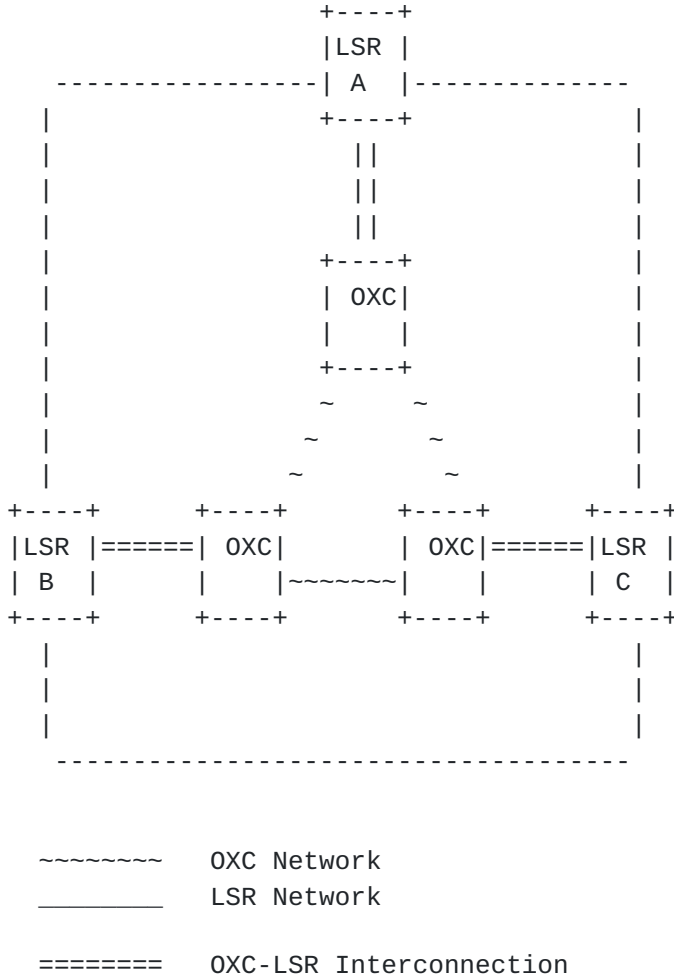 LSR
A
OXC
LSR OXC OXC LSR
B C
~~~~~~~~ OXC Network
________ LSR Network
======== OXC-LSR Interconnection